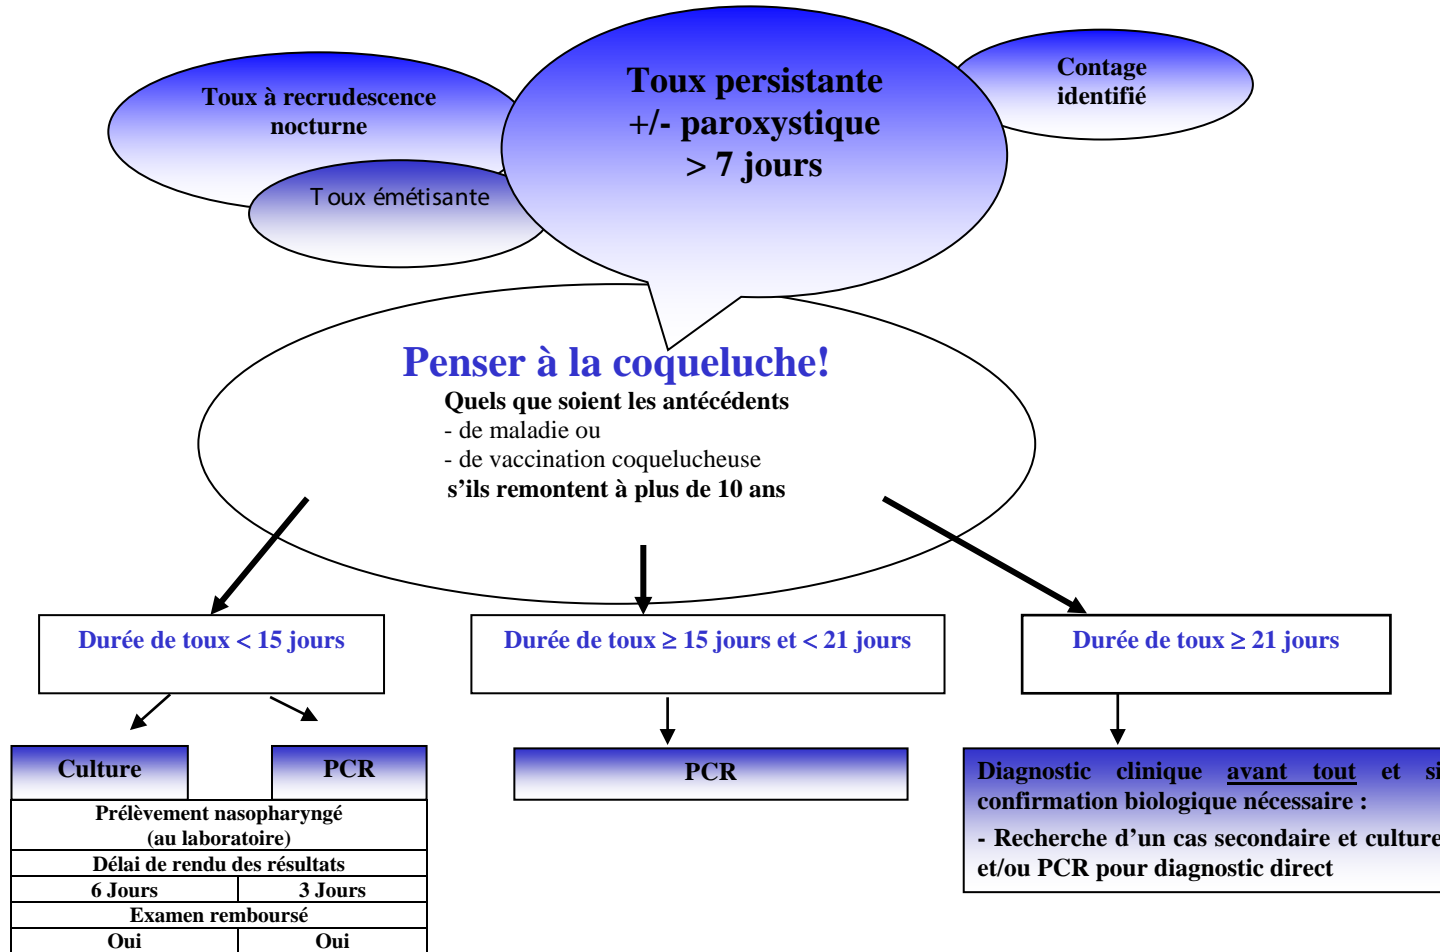 Toux à recrudescence
nocturne
Toux émétisante
Toux persistante
+/- paroxystique
> 7 jours
Contage
identifié
Penser à la coqueluche!
Quels que soient les antécédents
- de maladie ou
- de vaccination coquelucheuse
s’ils remontent à plus de 10 ans
Durée de toux < 15 jours
Durée de toux ≥ 15 jours et < 21 jours
Durée de toux ≥ 21 jours
Culture
PCR
Prélèvement nasopharyngé
(au laboratoire)
Délai de rendu des résultats
6 Jours
3 Jours
Examen remboursé
Oui
Oui
PCR
Diagnostic clinique avant tout et si
confirmation biologique nécessaire :
- Recherche d’un cas secondaire et culture
et/ou PCR pour diagnostic direct